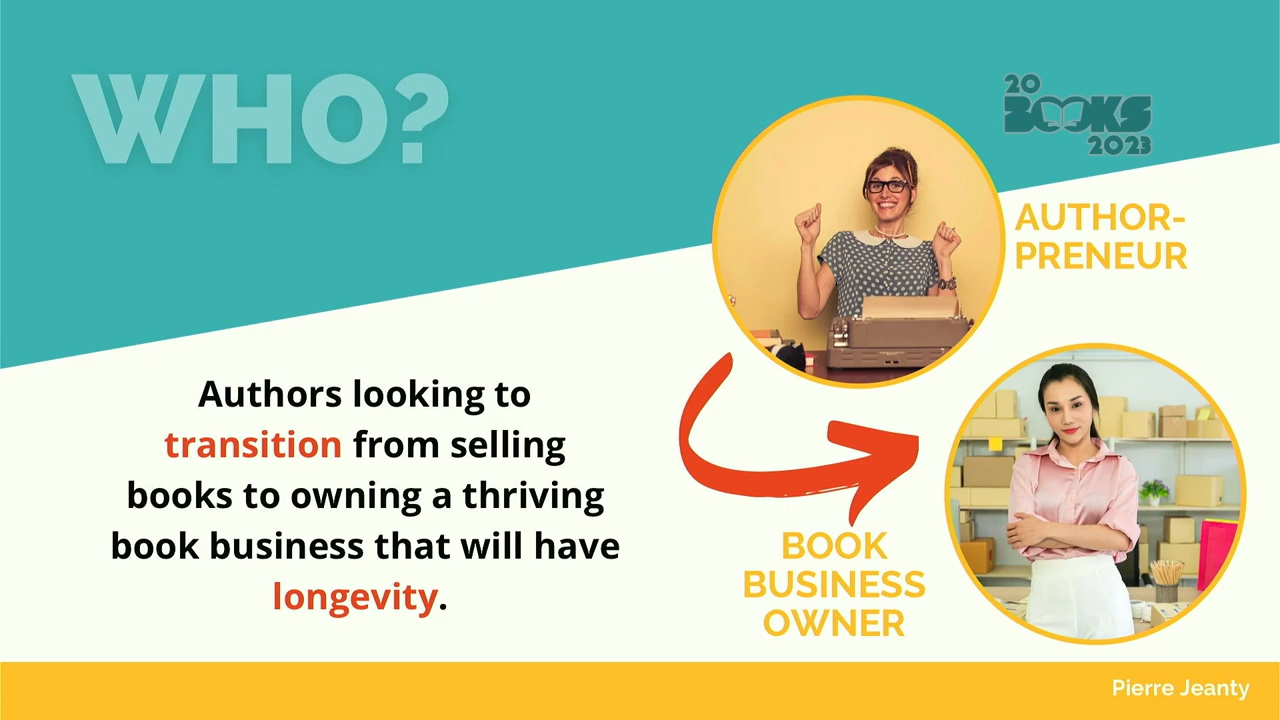 WHO?
20
BOOKS
2023
AUTHOR-
PRENEUR
Authors looking to
transition from selling
books to owning a thriving
book business that will have
longevity.
BOOK
BUSINESS
OWNER
Pierre Jeanty